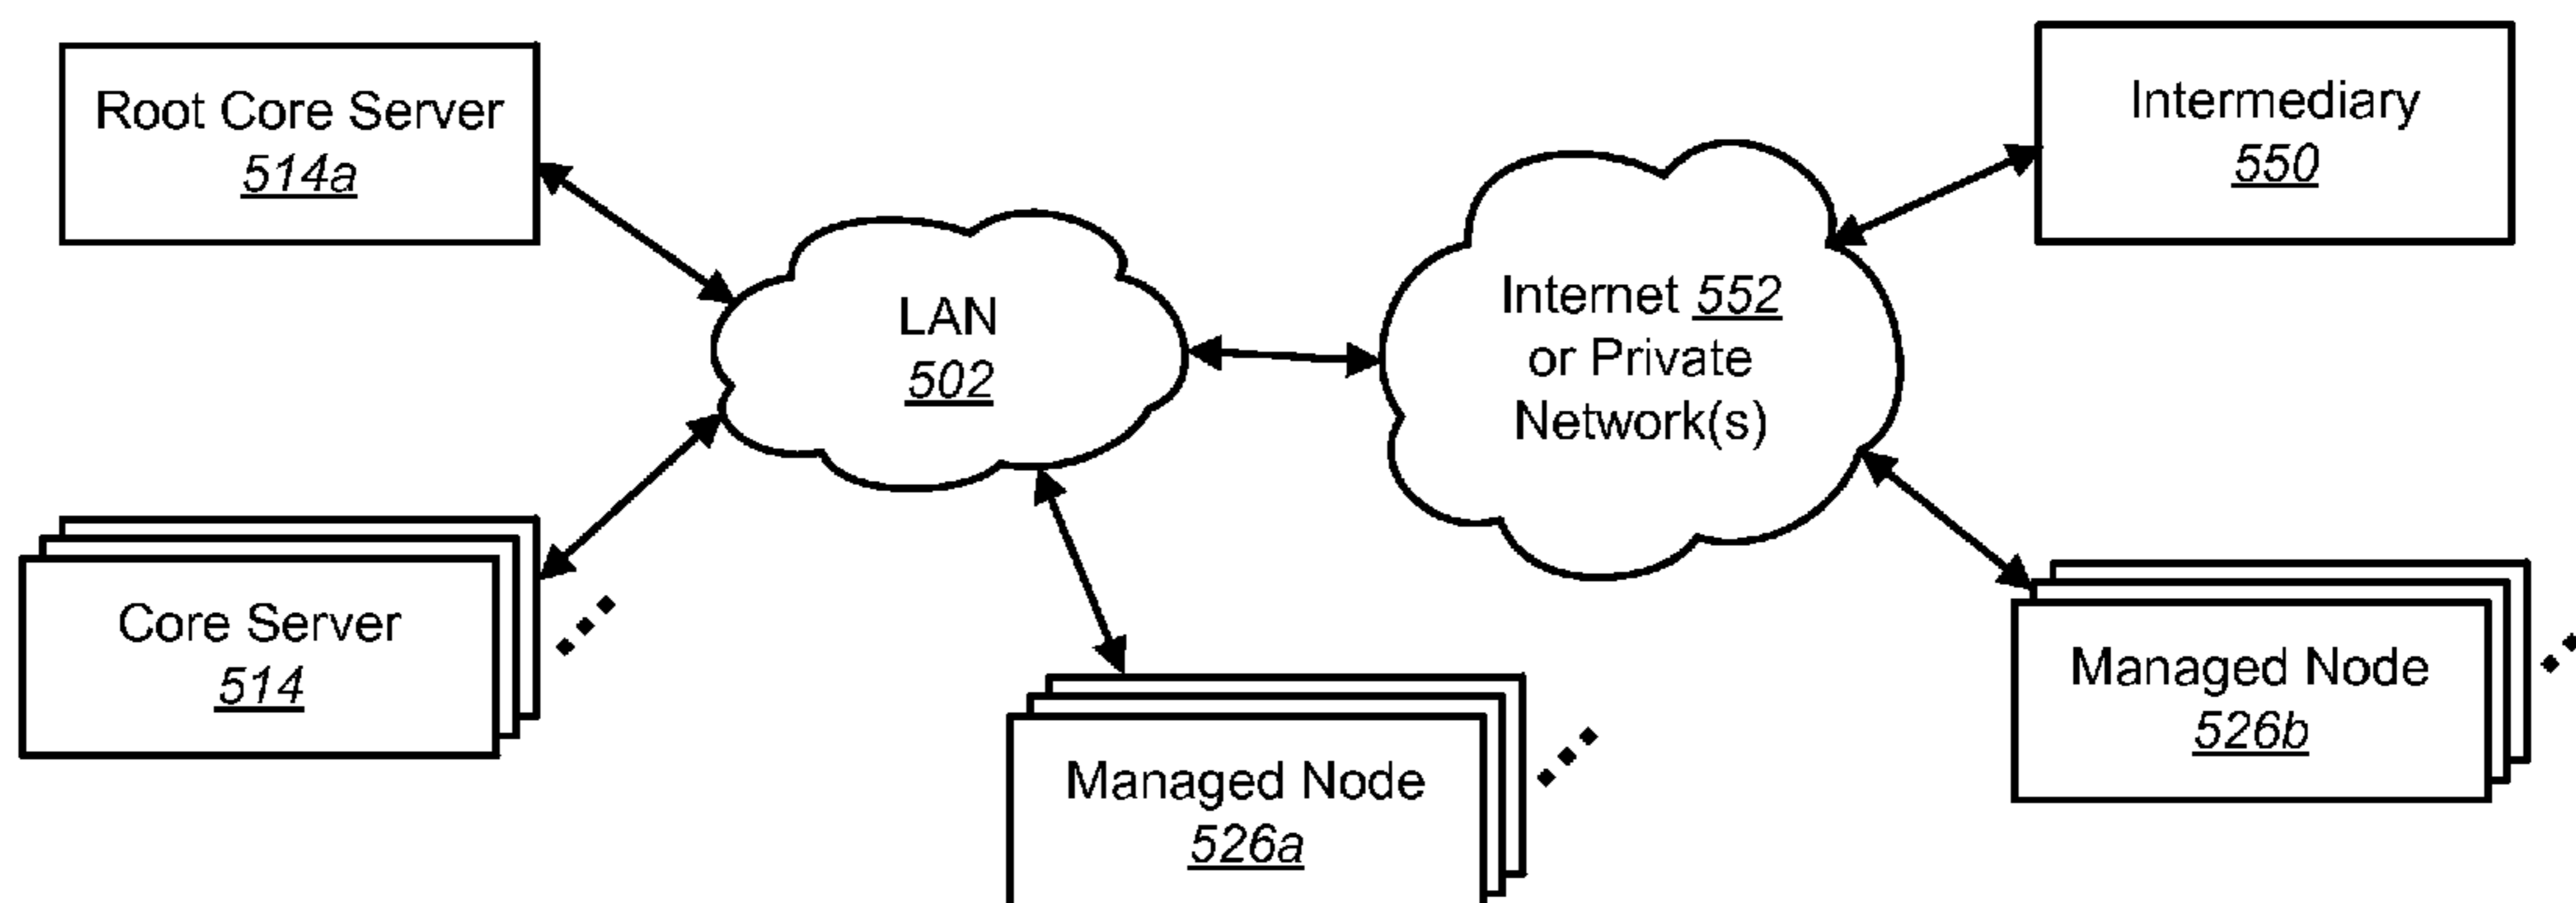 Root Core Server
514a
Intermediary
550
LAN
502
Internet 552
or Private
Network(s)
Core Server
514
Managed Node
526a
Managed Node
526b